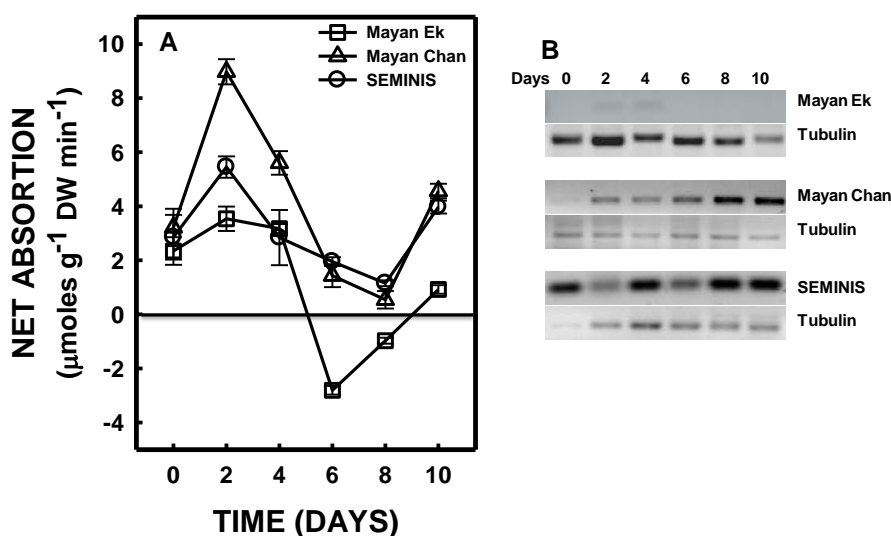 A
Mayan Ek
Mayan Chan
SEMINIS
NET ABSORTION
(µmoles g⁻¹ DW min⁻¹)
10
8
6
4
2
0
-2
-4
0 2 4 6 8 10
TIME (DAYS)
B
Days 0 2 4 6 8 10
Mayan Ek
Tubulin
Mayan Chan
Tubulin
SEMINIS
Tubulin